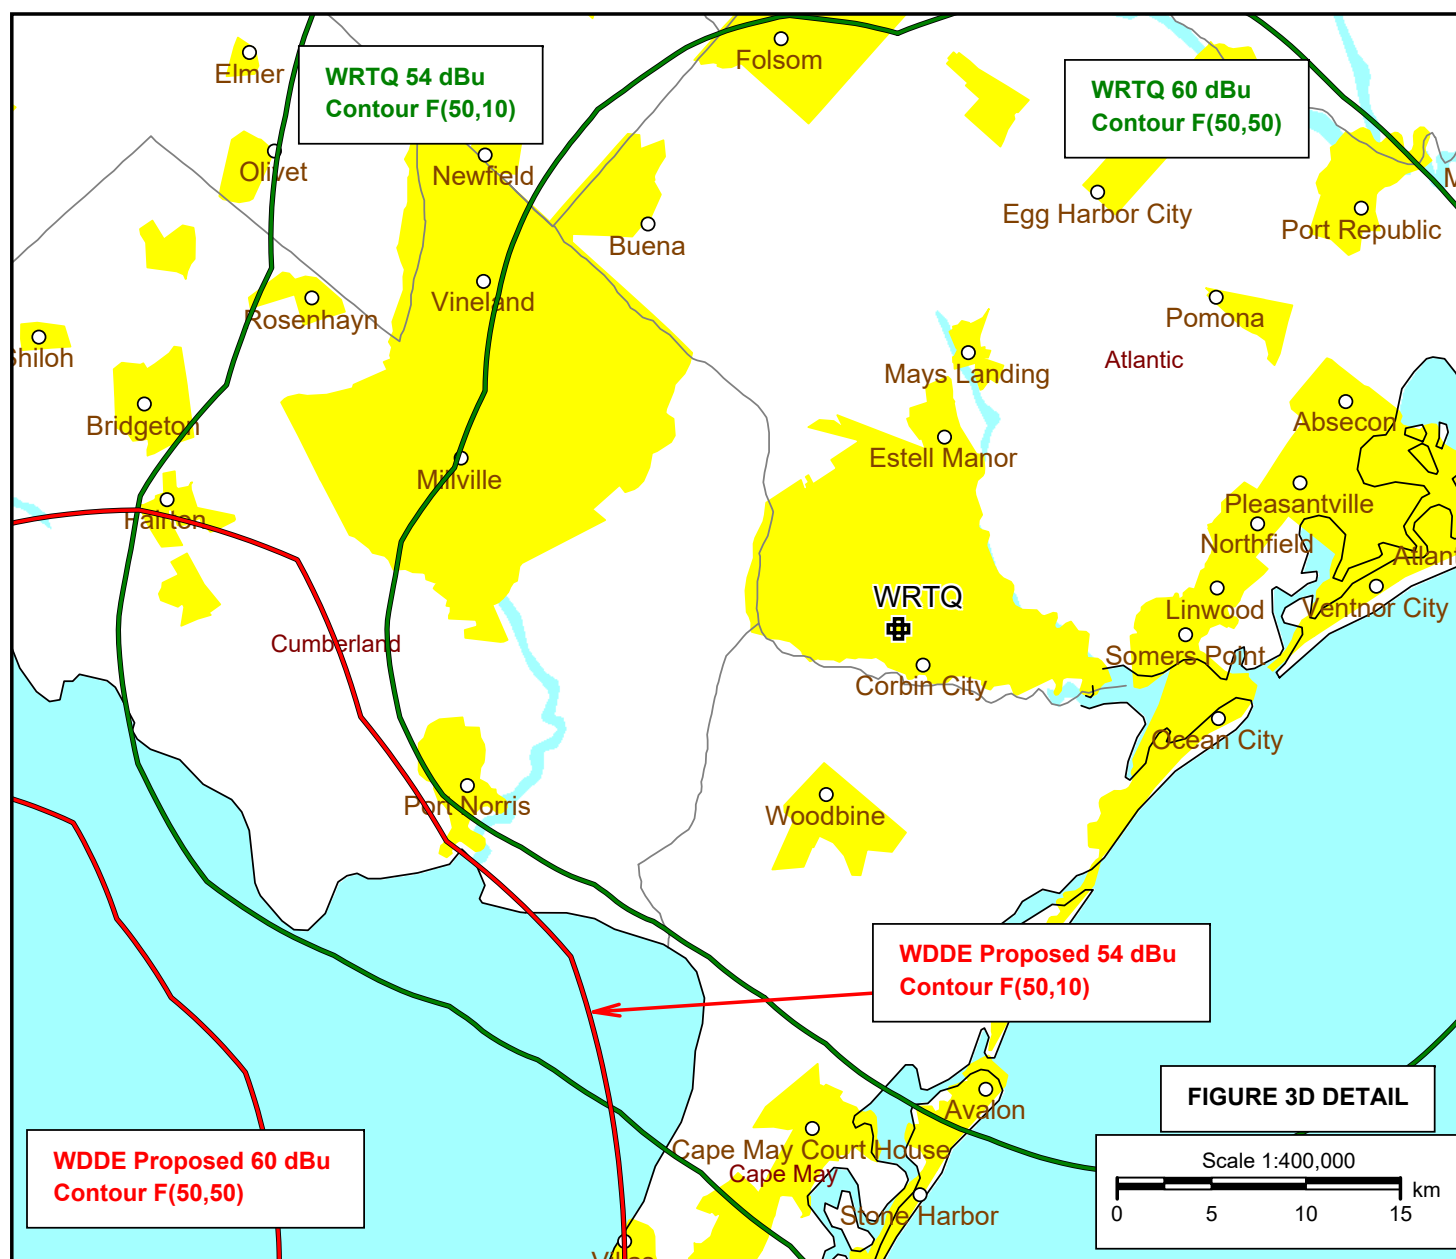 Elmer
WRTQ 54 dBu
Contour F(50,10)
Folsom
WRTQ 60 dBu
Contour F(50,50)
Olivet
Newfield
Buena
Egg Harbor City
Port Republic
M
Vineland
Rosenhayn
Pomona
Shiloh
Mays Landing
Atlantic
Bridgeton
Absecon
Estell Manor
Millville
Pleasantville
Fairton
Northfield
Atlant
WRTQ
Linwood
Ventnor City
Cumberland
Somers Point
Corbin City
Ocean City
Port Norris
Woodbine
WDDE Proposed 54 dBu
Contour F(50,10)
FIGURE 3D DETAIL
Avalon
Cape May Court House
Cape May
WDDE Proposed 60 dBu
Contour F(50,50)
Stone Harbor
Scale 1:400,000
km
0 5 10 15
Villas